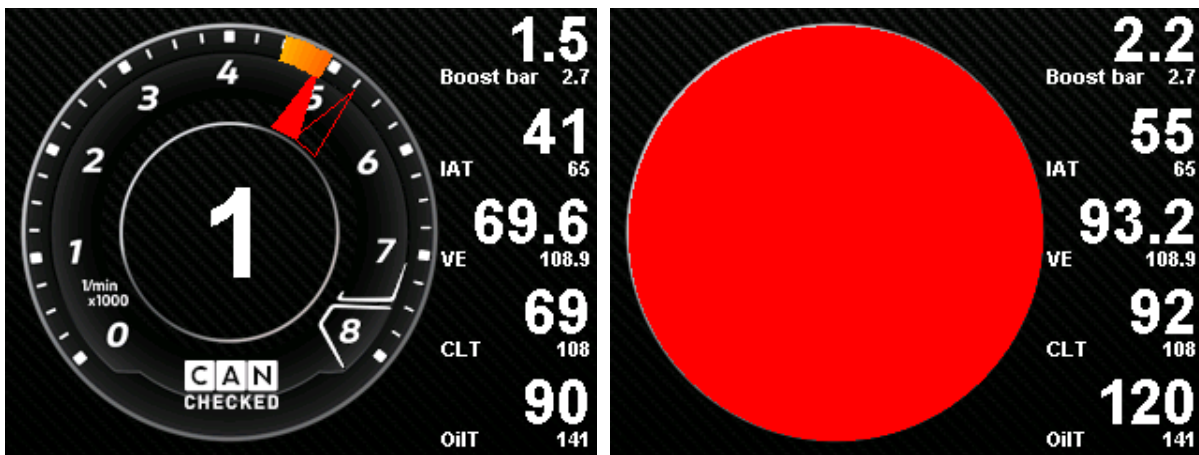 1.5
Boost bar 2.7
41
IAT 65
69.6
VE 108.9
69
CLT 108
90
OilT 141
4
3
5
2
6
1
1
7
1/min
x1000
0
8
CAN
CHECKED
2.2
Boost bar 2.7
55
IAT 65
93.2
VE 108.9
92
CLT 108
120
OilT 141